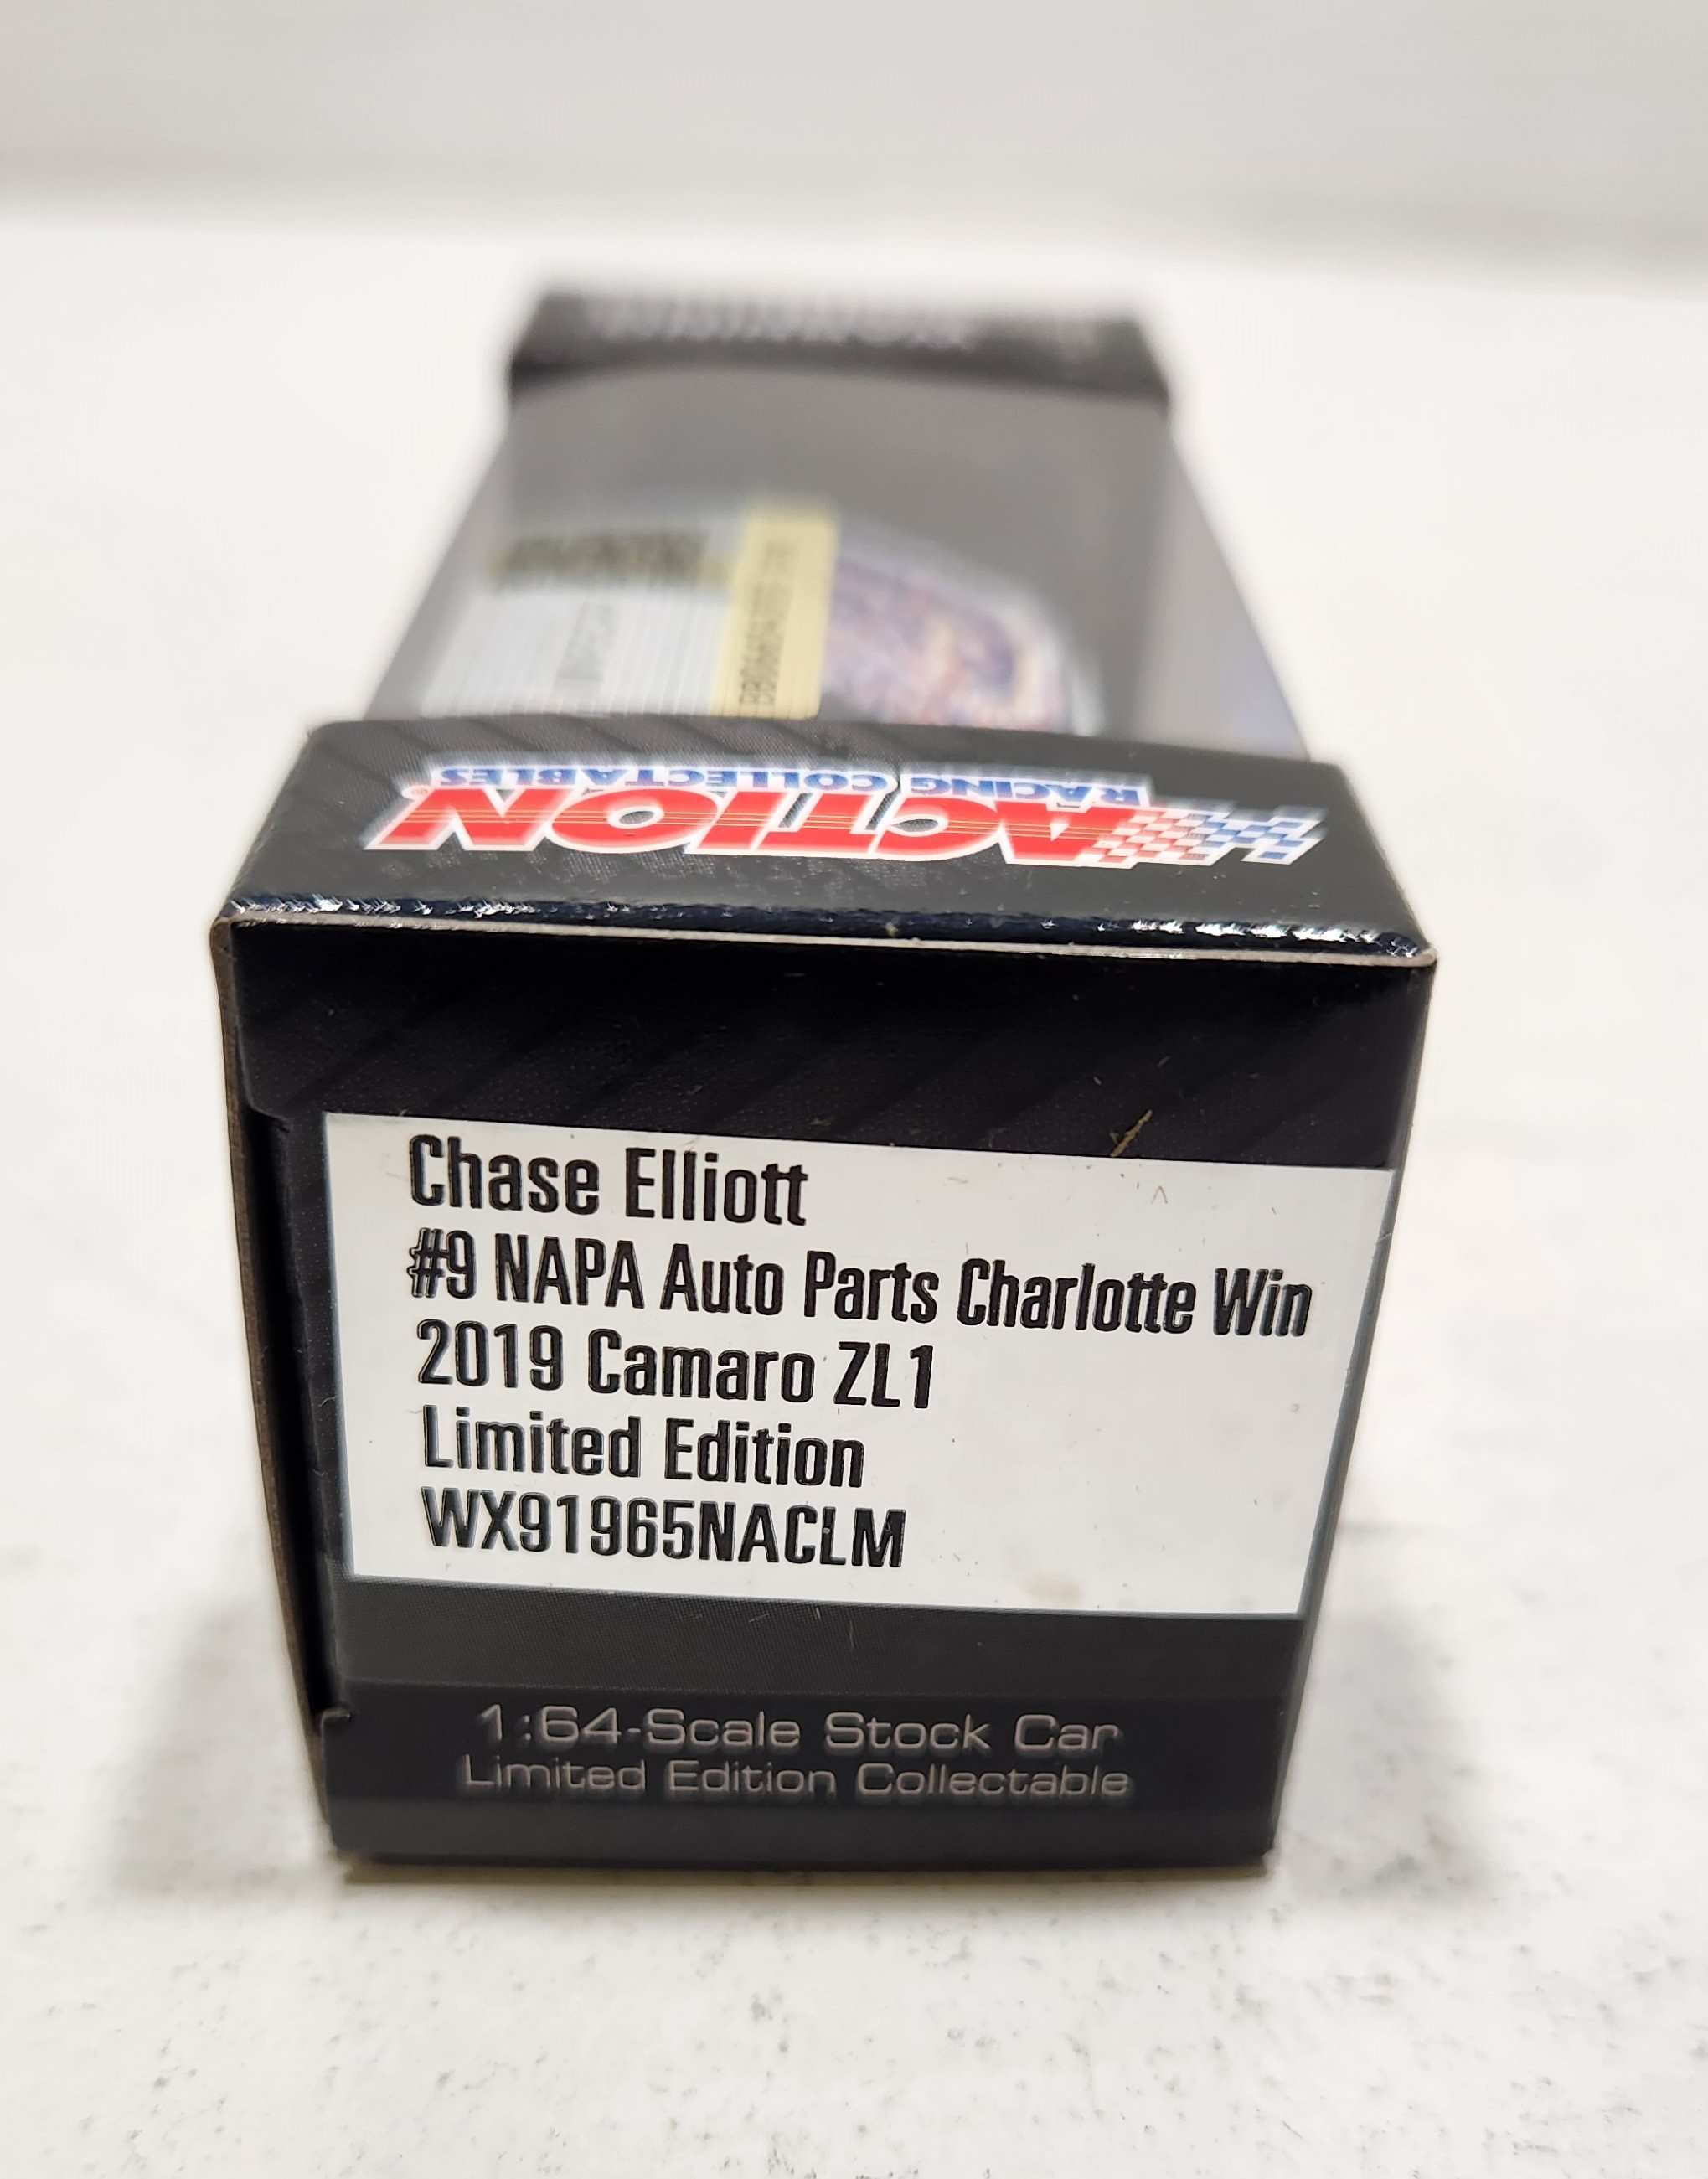 ACTION
RACING COLLECTABLES
Chase Elliott
#9 NAPA Auto Parts Charlotte Win
2019 Camaro ZL1
Limited Edition
WX91965NACLM
1:64-Scale Stock Car
Limited Edition Collectable